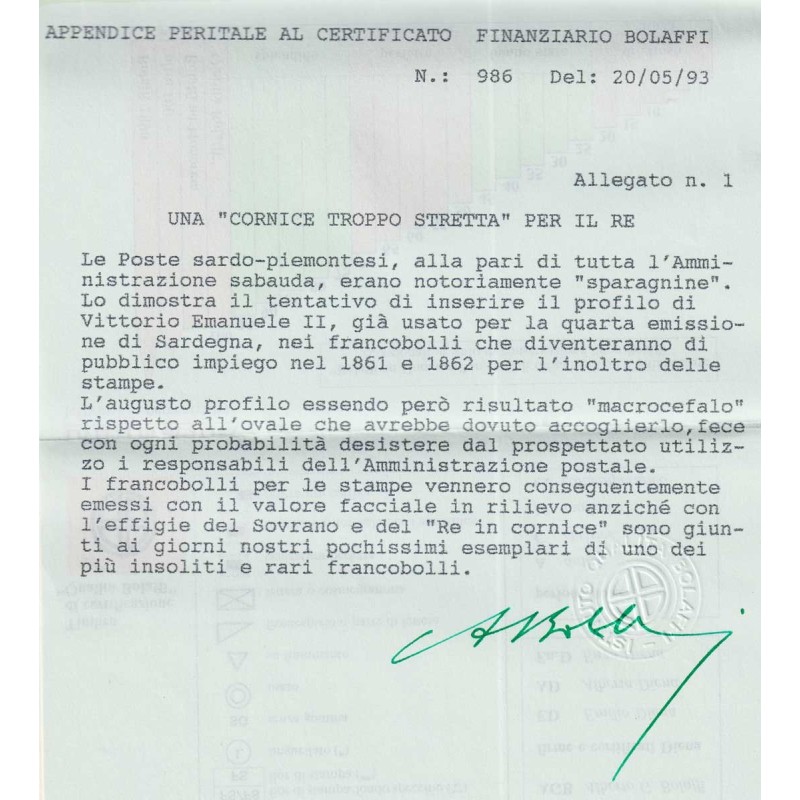 APPENDICE PERITALE AL CERTIFICATO FINANZIARIO BOLAFFI
N.: 986 Del: 20/05/93
Allegato n. 1
UNA "CORNICE TROPPO STRETTA" PER IL RE
Le Poste sardo-piemontesi, alla pari di tutta l'Ammi-
nistrazione sabauda, erano notoriamente "sparagnine".
Lo dimostra il tentativo di inserire il profilo di
Vittorio Emanuele II, già usato per la quarta emissio-
ne di Sardegna, nei francobolli che diventeranno di
pubblico impiego nel 1861 e 1862 per l'inoltro delle
stampe.
L'augusto profilo essendo però risultato "macrocefalo"
rispetto all'ovale che avrebbe dovuto accoglierlo,fece
con ogni probabilità desistere dal prospettato utiliz-
zo i responsabili dell'Amministrazione postale.
I francobolli per le stampe vennero conseguentemente
emessi con il valore facciale in rilievo anziché con
l'effigie del Sovrano e del "Re in cornice" sono giun-
ti ai giorni nostri pochissimi esemplari di uno dei
più insoliti e rari francobolli.